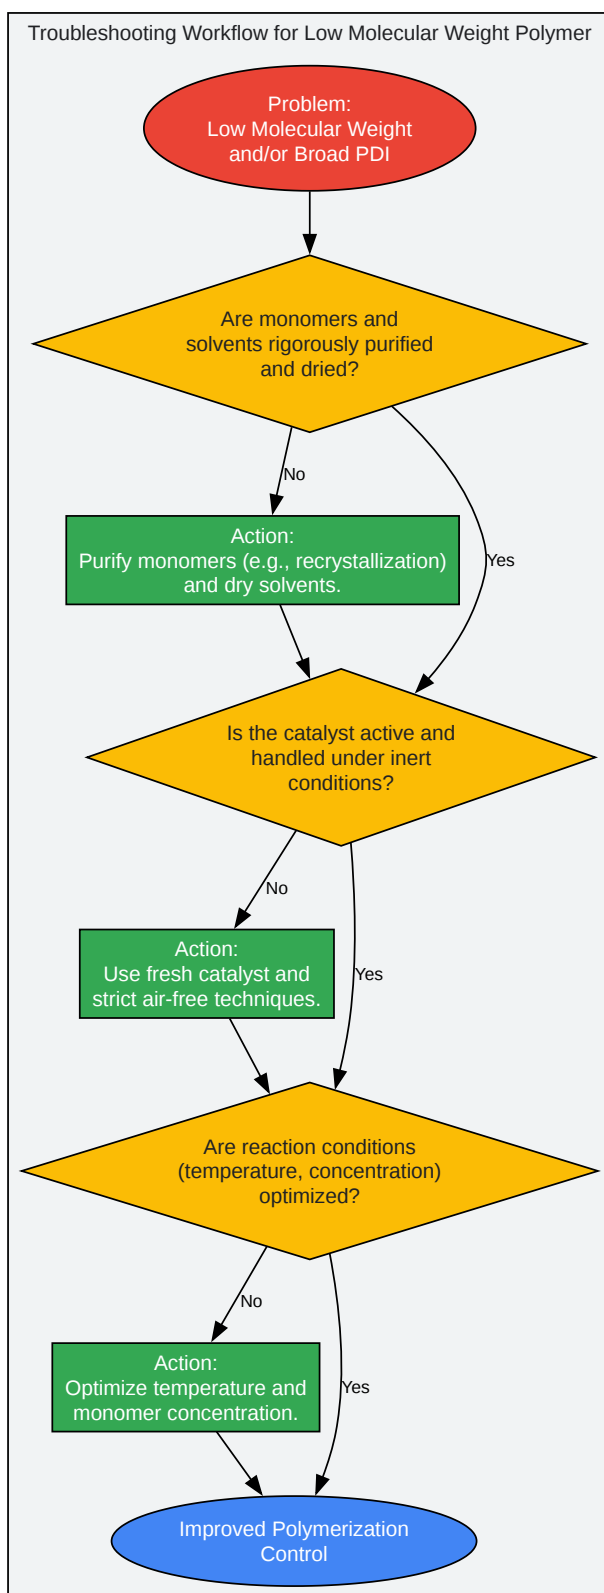 Troubleshooting Workflow for Low Molecular Weight Polymer
Problem:
Low Molecular Weight
and/or Broad PDI
Are monomers and
solvents rigorously purified
and dried?
No
Yes
Action:
Purify monomers (e.g., recrystallization)
and dry solvents.
Is the catalyst active and
handled under inert
conditions?
No
Yes
Action:
Use fresh catalyst and
strict air-free techniques.
Are reaction conditions
(temperature, concentration)
optimized?
No
Yes
Action:
Optimize temperature and
monomer concentration.
Improved Polymerization
Control